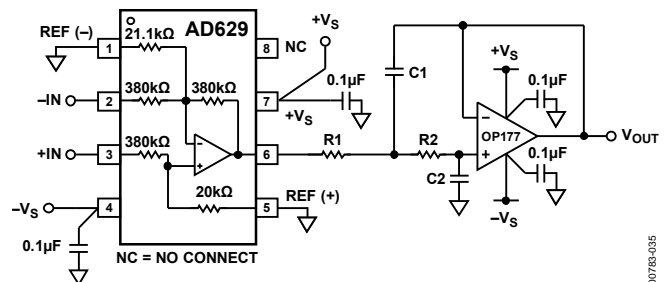 REF (–)
21.1kΩ
AD629
+VS
1
8
NC
–IN
380kΩ
380kΩ
2
7
0.1µF
+VS
+IN
380kΩ
3
6
–
+
20kΩ
REF (+)
–VS
4
5
0.1µF
NC = NO CONNECT
C1
R1
R2
C2
+VS
0.1µF
–
OP177
+
VOUT
0.1µF
–VS
00783-035